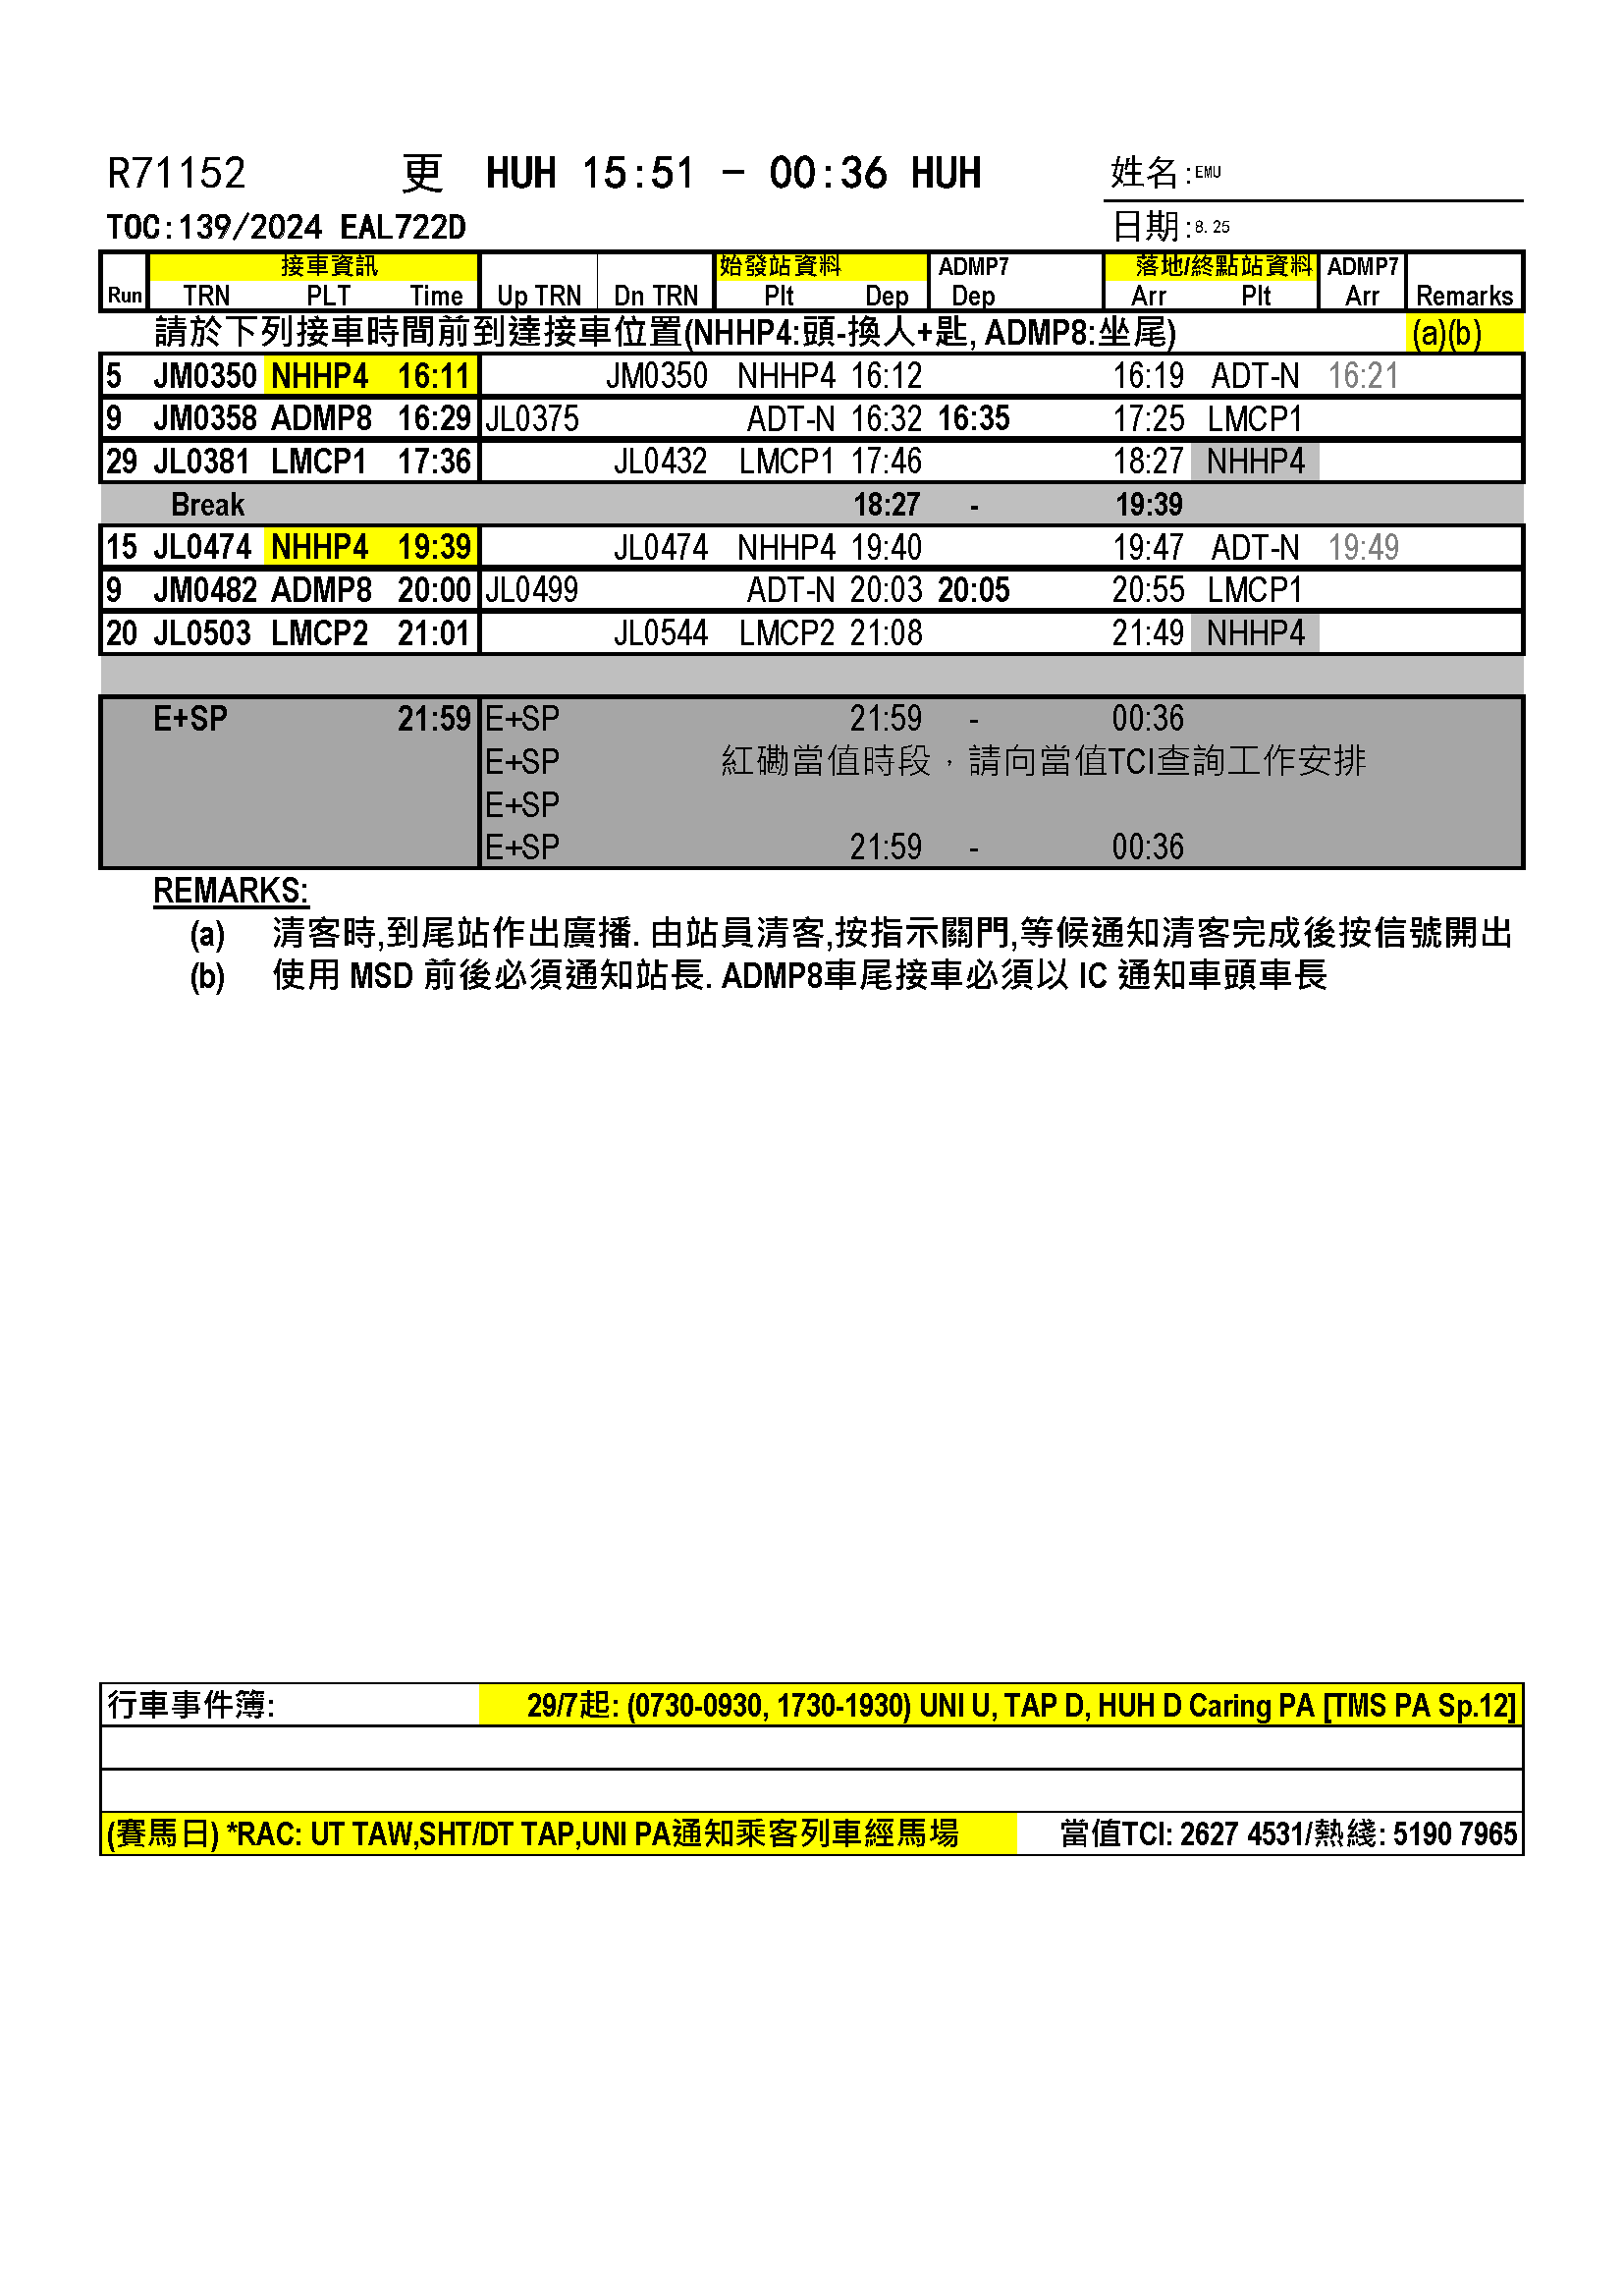 R71152 更 HUH 15:51 - 00:36 HUH 姓名:EMU
TOC:139/2024 EAL722D 日期:8. 25
接車資訊 始發站資料 ADMP7 落地/終點站資料 ADMP7
Run TRN PLT Time Up TRN Dn TRN Plt Dep Dep Arr Plt Arr Remarks
請於下列接車時間前到達接車位置(NHHP4:頭-換人+匙, ADMP8:坐尾) (a)(b)
5 JM0350 NHHP4 16:11 JM0350 NHHP4 16:12 16:19 ADT-N 16:21
9 JM0358 ADMP8 16:29 JL0375 ADT-N 16:32 16:35 17:25 LMCP1
29 JL0381 LMCP1 17:36 JL0432 LMCP1 17:46 18:27 NHHP4
Break 18:27 - 19:39
15 JL0474 NHHP4 19:39 JL0474 NHHP4 19:40 19:47 ADT-N 19:49
9 JM0482 ADMP8 20:00 JL0499 ADT-N 20:03 20:05 20:55 LMCP1
20 JL0503 LMCP2 21:01 JL0544 LMCP2 21:08 21:49 NHHP4
E+SP 21:59 E+SP 21:59 - 00:36
E+SP 紅磡當值時段，請向當值TCI查詢工作安排
E+SP
E+SP 21:59 - 00:36
REMARKS:
(a) 清客時,到尾站作出廣播. 由站員清客,按指示關門,等候通知清客完成後按信號開出
(b) 使用 MSD 前後必須通知站長. ADMP8車尾接車必須以 IC 通知車頭車長
行車事件簿: 29/7起: (0730-0930, 1730-1930) UNI U, TAP D, HUH D Caring PA [TMS PA Sp.12]
(賽馬日) *RAC: UT TAW,SHT/DT TAP,UNI PA通知乘客列車經馬場 當值TCI: 2627 4531/熱綫: 5190 7965